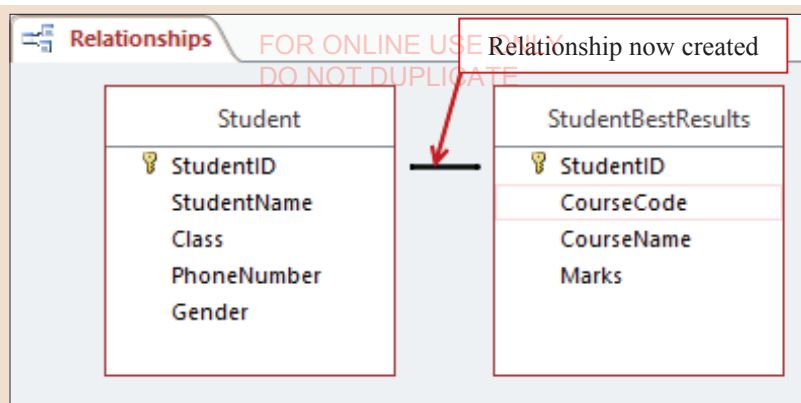 Relationships
FOR ONLINE USE ONLY
DO NOT DUPLICATE
Relationship now created
Student
StudentID
StudentName
Class
PhoneNumber
Gender
StudentBestResults
StudentID
CourseCode
CourseName
Marks